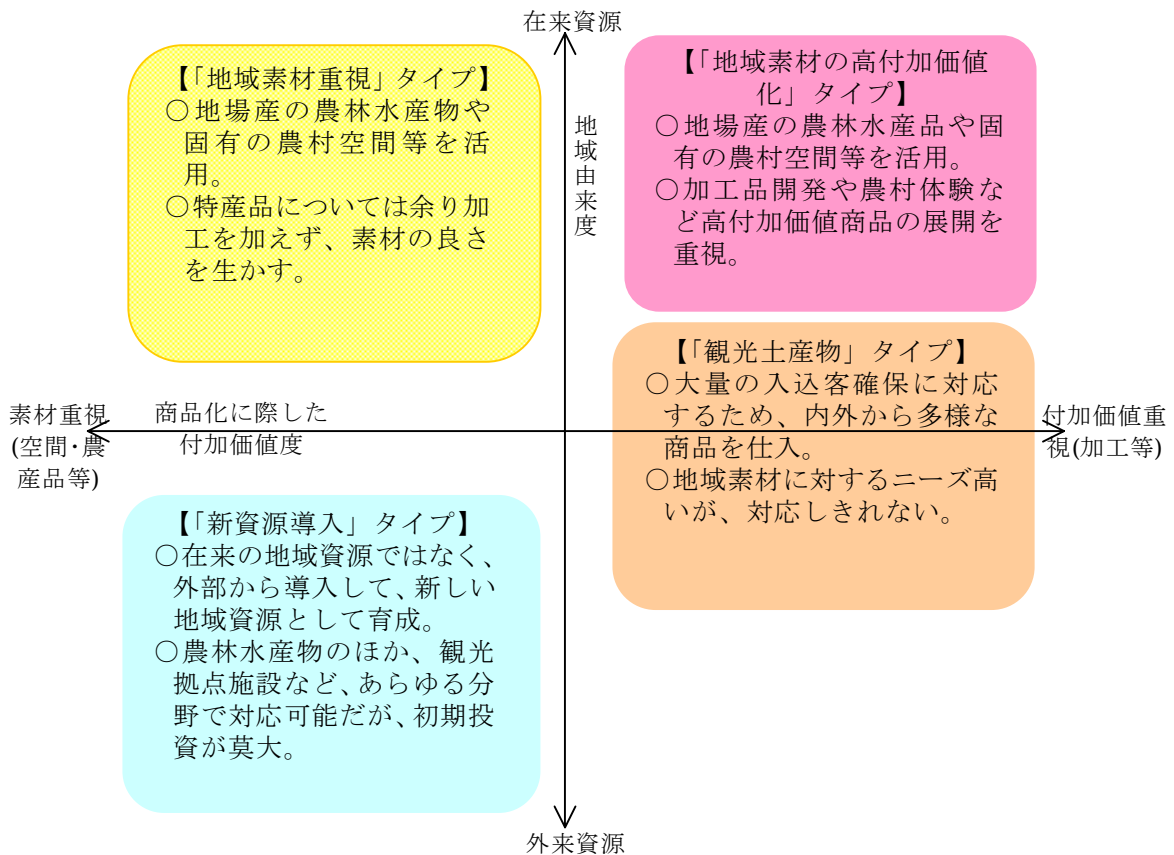 在来資源
【「地域素材重視」タイプ】
○地場産の農林水産物や
固有の農村空間等を活
用。
○特産品については余り加
工を加えず、素材の良さ
を生かす。
地域由来度
【「地域素材の高付加価値
化」タイプ】
○地場産の農林水産品や固
有の農村空間等を活用。
○加工品開発や農村体験な
ど高付加価値商品の展開を
重視。
素材重視
(空間・農
産品等)
商品化に際した
付加価値度
【「観光土産物」タイプ】
○大量の入込客確保に対応
するため、内外から多様な
商品を仕入。
○地域素材に対するニーズ高
いが、対応しきれない。
付加価値重
視(加工等)
【「新資源導入」タイプ】
○在来の地域資源ではなく、
外部から導入して、新しい
地域資源として育成。
○農林水産物のほか、観光
拠点施設など、あらゆる分
野で対応可能だが、初期投
資が莫大。
外来資源